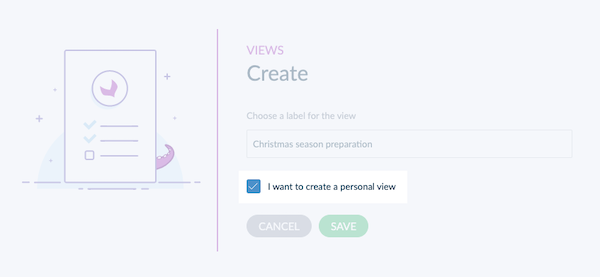 VIEWS
Create
Choose a label for the view
Christmas season preparation
I want to create a personal view
CANCEL SAVE